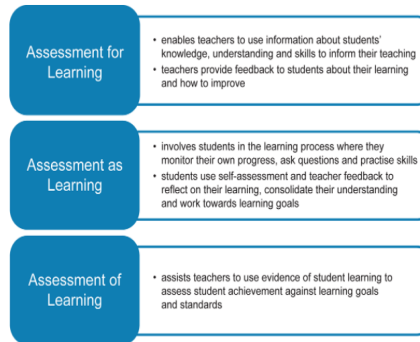 Assessment for
Learning
• enables teachers to use information about students'
knowledge, understanding and skills to inform their teaching
• teachers provide feedback to students about their learning
and how to improve
Assessment as
Learning
• involves students in the learning process where they
monitor their own progress, ask questions and practise skills
• students use self-assessment and teacher feedback to
reflect on their learning, consolidate their understanding
and work towards learning goals
Assessment of
Learning
• assists teachers to use evidence of student learning to
assess student achievement against learning goals
and standards